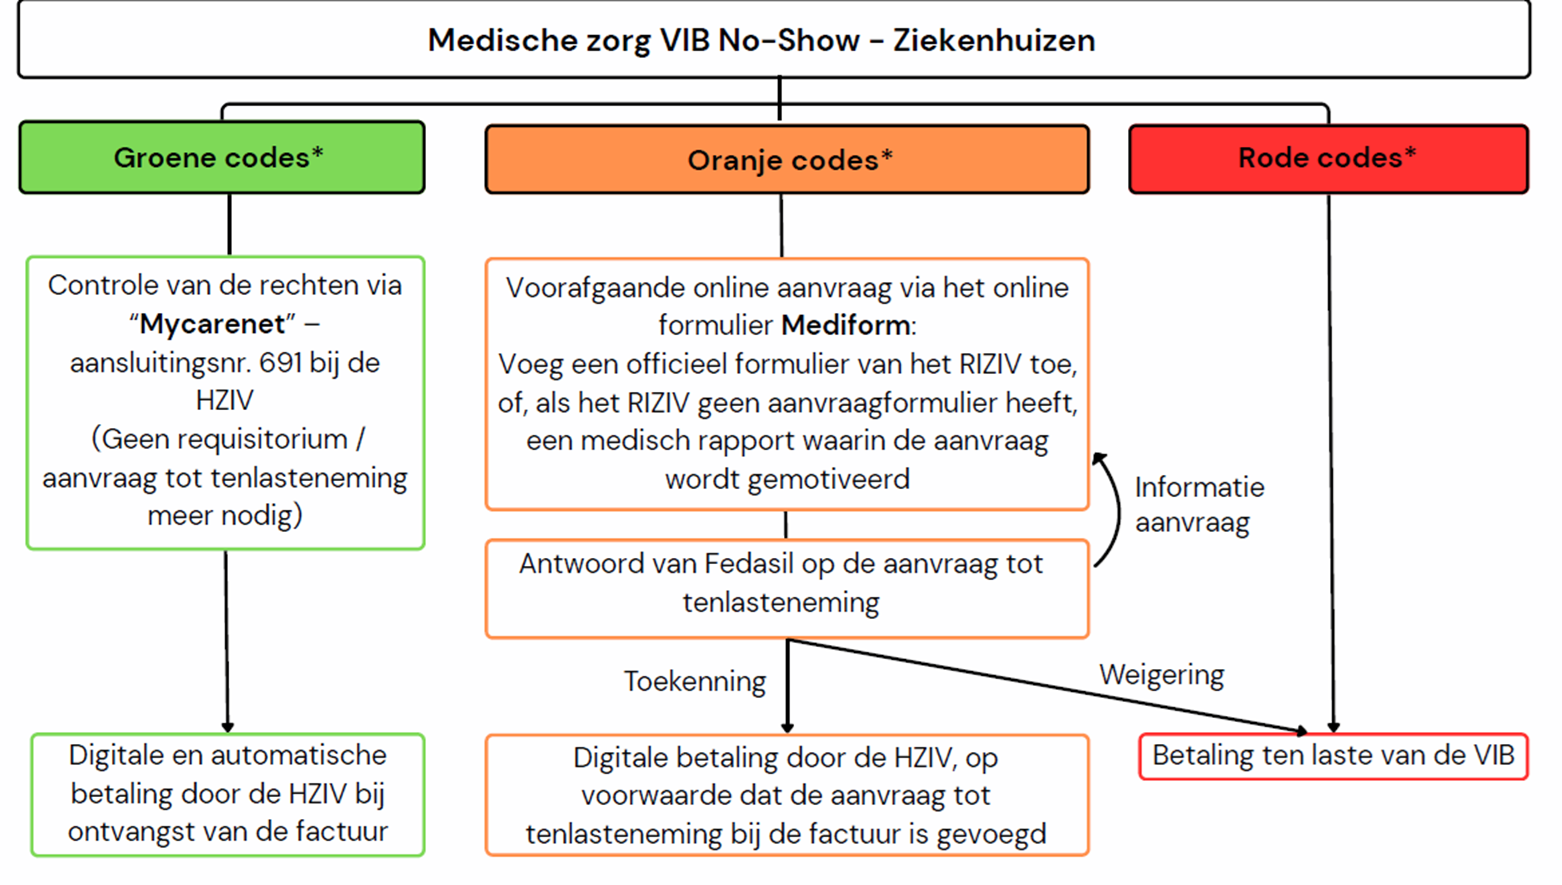 Medische zorg VIB No-Show - Ziekenhuizen
Groene codes*
Oranje codes*
Rode codes*
Controle van de rechten via
“Mycarenet” –
aansluitingsnr. 691 bij de
HZIV
(Geen requisitorium /
aanvraag tot tenlasteneming
meer nodig)
Voorafgaande online aanvraag via het online
formulier Mediform:
Voeg een officieel formulier van het RIZIV toe,
of, als het RIZIV geen aanvraagformulier heeft,
een medisch rapport waarin de aanvraag
wordt gemotiveerd
Informatie
aanvraag
Antwoord van Fedasil op de aanvraag tot
tenlasteneming
Toekenning
Weigering
Digitale en automatische
betaling door de HZIV bij
ontvangst van de factuur
Digitale betaling door de HZIV, op
voorwaarde dat de aanvraag tot
tenlasteneming bij de factuur is gevoegd
Betaling ten laste van de VIB